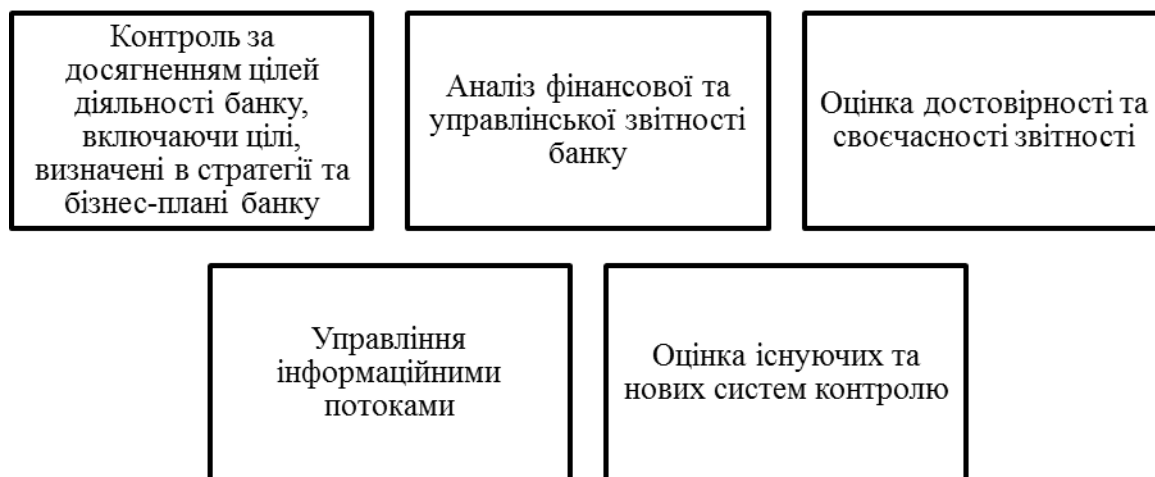 Контроль за
досягненням цілей
діяльності банку,
включаючи цілі,
визначені в стратегії та
бізнес-плані банку
Аналіз фінансової та
управлінської звітності
банку
Оцінка достовірності та
своєчасності звітності
Управління
інформаційними
потоками
Оцінка існуючих та
нових систем контролю